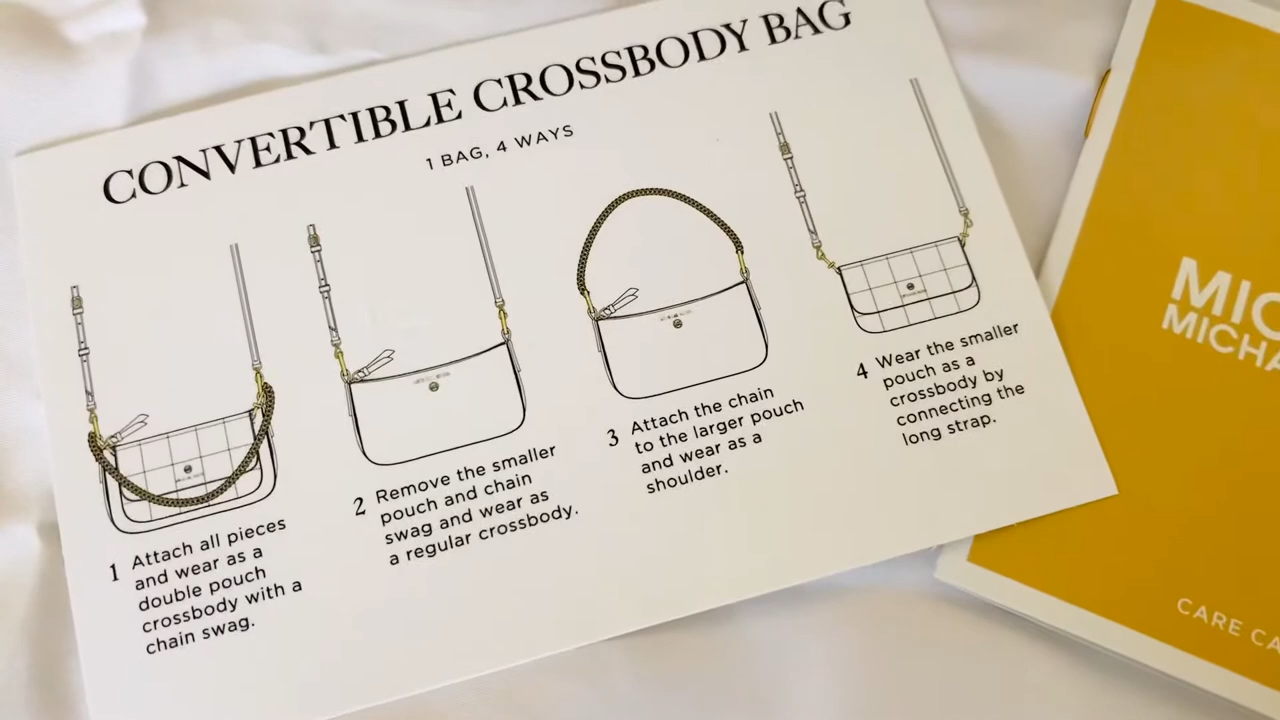 CONVERTIBLE CROSSBODY BAG
1 BAG, 4 WAYS
1 Attach all pieces
and wear as a
double pouch
crossbody with a
chain swag.
2 Remove the smaller
pouch and chain
swag and wear as
a regular crossbody.
3 Attach the chain
to the larger pouch
and wear as a
shoulder.
4 Wear the smaller
pouch as a
crossbody by
connecting the
long strap.
MIC
MICHA
CARE CA